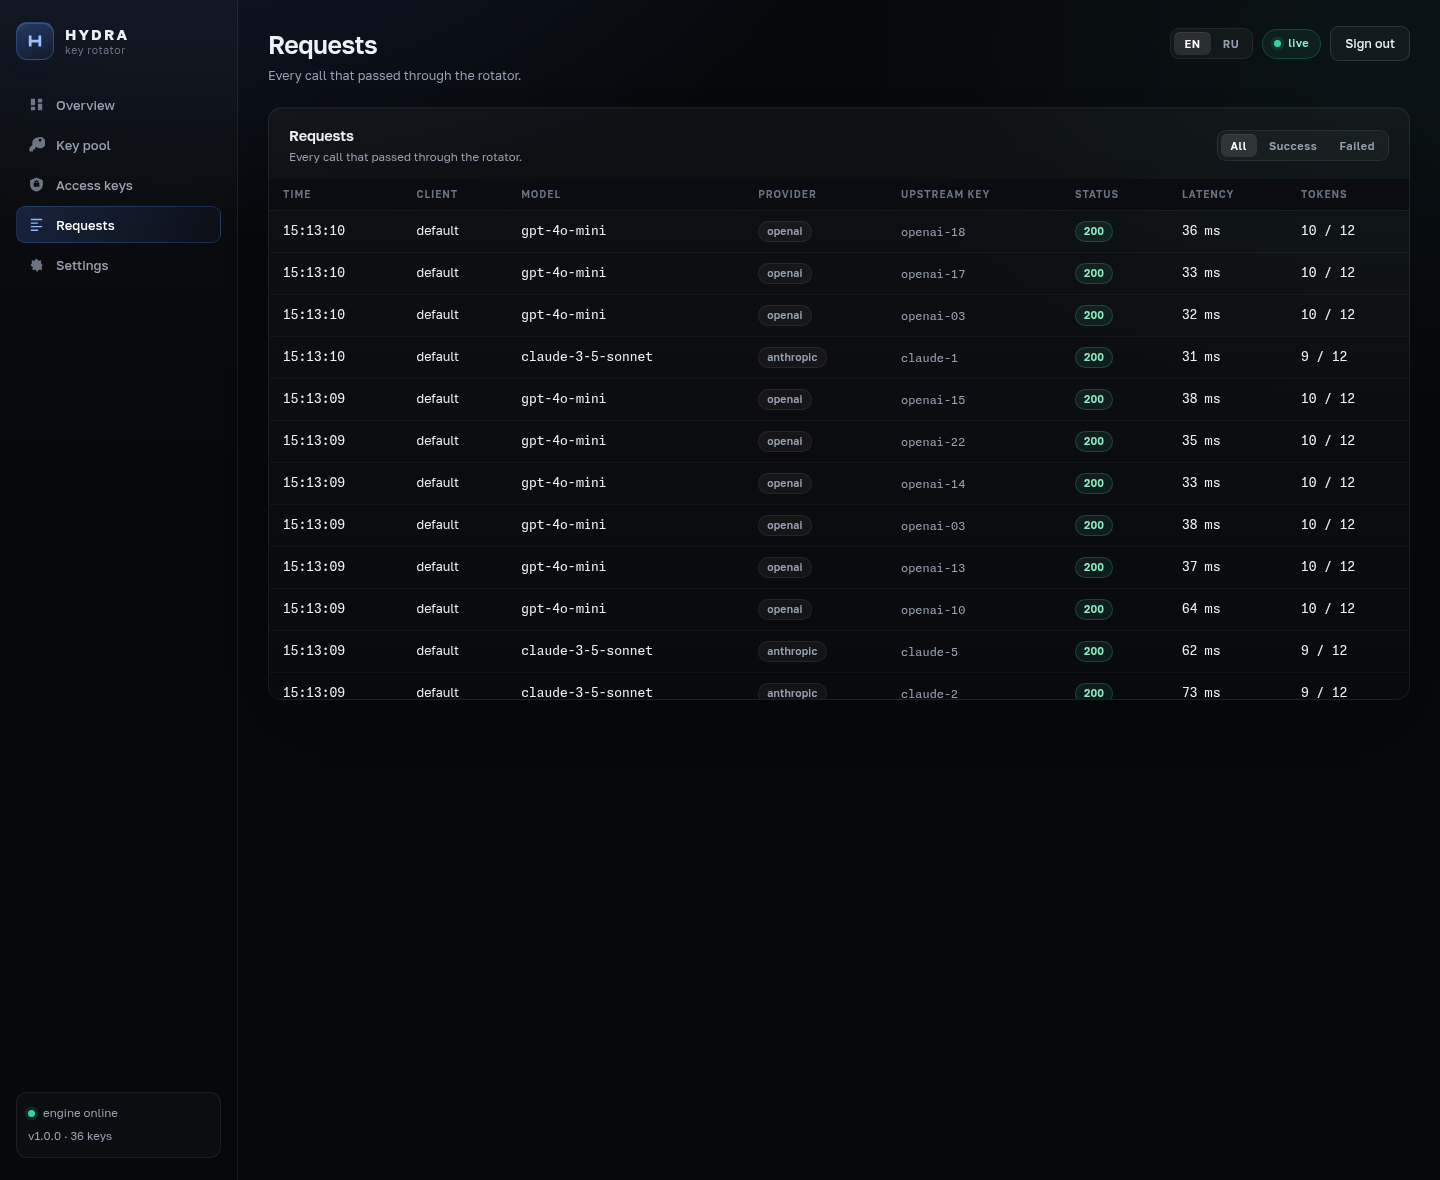 HYDRA
key rotator
Overview
Key pool
Access keys
Requests
Settings
engine online
v1.0.0 · 36 keys
Requests
Every call that passed through the rotator.
EN RU live Sign out
Requests
Every call that passed through the rotator.
All Success Failed
TIME CLIENT MODEL PROVIDER UPSTREAM KEY STATUS LATENCY TOKENS
15:13:10 default gpt-4o-mini openai openai-18 200 36 ms 10 / 12
15:13:10 default gpt-4o-mini openai openai-17 200 33 ms 10 / 12
15:13:10 default gpt-4o-mini openai openai-03 200 32 ms 10 / 12
15:13:10 default claude-3-5-sonnet anthropic claude-1 200 31 ms 9 / 12
15:13:09 default gpt-4o-mini openai openai-15 200 38 ms 10 / 12
15:13:09 default gpt-4o-mini openai openai-22 200 35 ms 10 / 12
15:13:09 default gpt-4o-mini openai openai-14 200 33 ms 10 / 12
15:13:09 default gpt-4o-mini openai openai-03 200 38 ms 10 / 12
15:13:09 default gpt-4o-mini openai openai-13 200 37 ms 10 / 12
15:13:09 default gpt-4o-mini openai openai-10 200 64 ms 10 / 12
15:13:09 default claude-3-5-sonnet anthropic claude-5 200 62 ms 9 / 12
15:13:09 default claude-3-5-sonnet anthropic claude-2 200 73 ms 9 / 12